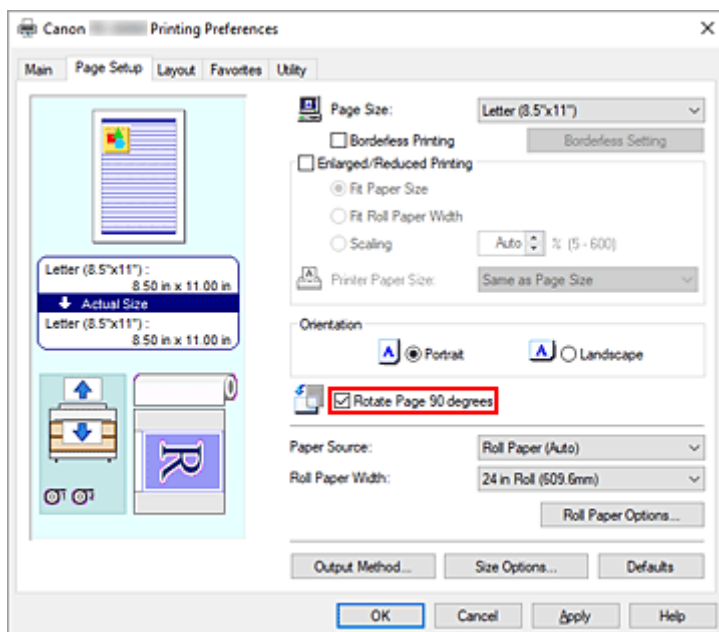 Canon Printing Preferences
Main Page Setup Layout Favorites Utility
Page Size: Letter (8.5"x11")
Borderless Printing Borderless Setting
Enlarged/Reduced Printing
Fit Paper Size
Fit Roll Paper Width
Scaling Auto % (5 - 600)
Printer Paper Size: Same as Page Size
Letter (8.5"x11") :
8.50 in x 11.00 in
Actual Size
Letter (8.5"x11") :
8.50 in x 11.00 in
Orientation
A Portrait A Landscape
Rotate Page 90 degrees
R
Paper Source: Roll Paper (Auto)
Roll Paper Width: 24 in Roll (609.6mm)
Roll Paper Options...
Output Method... Size Options... Defaults
OK Cancel Apply Help